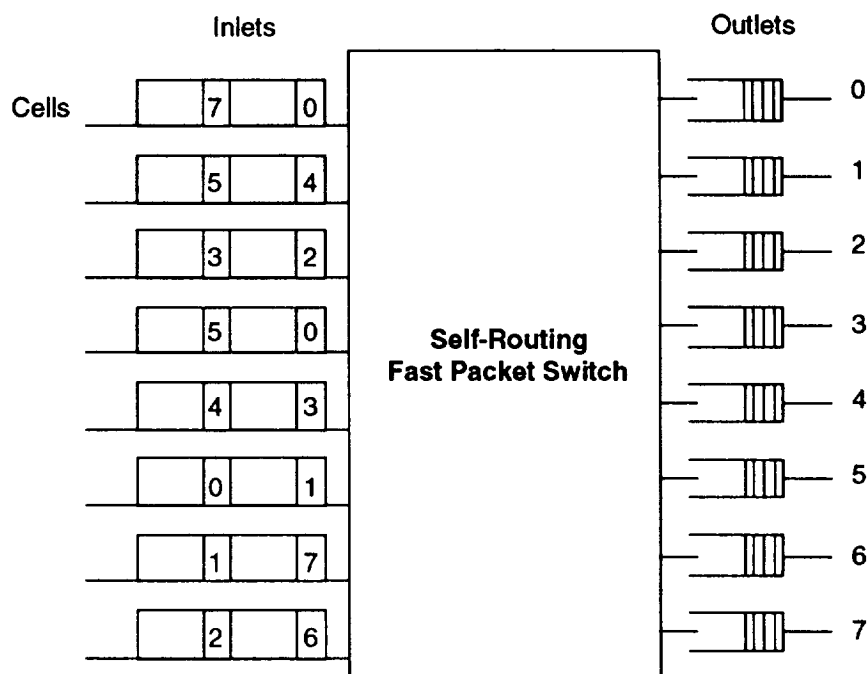 Inlets Outlets
Cells 7 0 0
5 4 1
3 2 2
5 0 3
Self-Routing
Fast Packet Switch
4 3 4
0 1 5
1 7 6
2 6 7